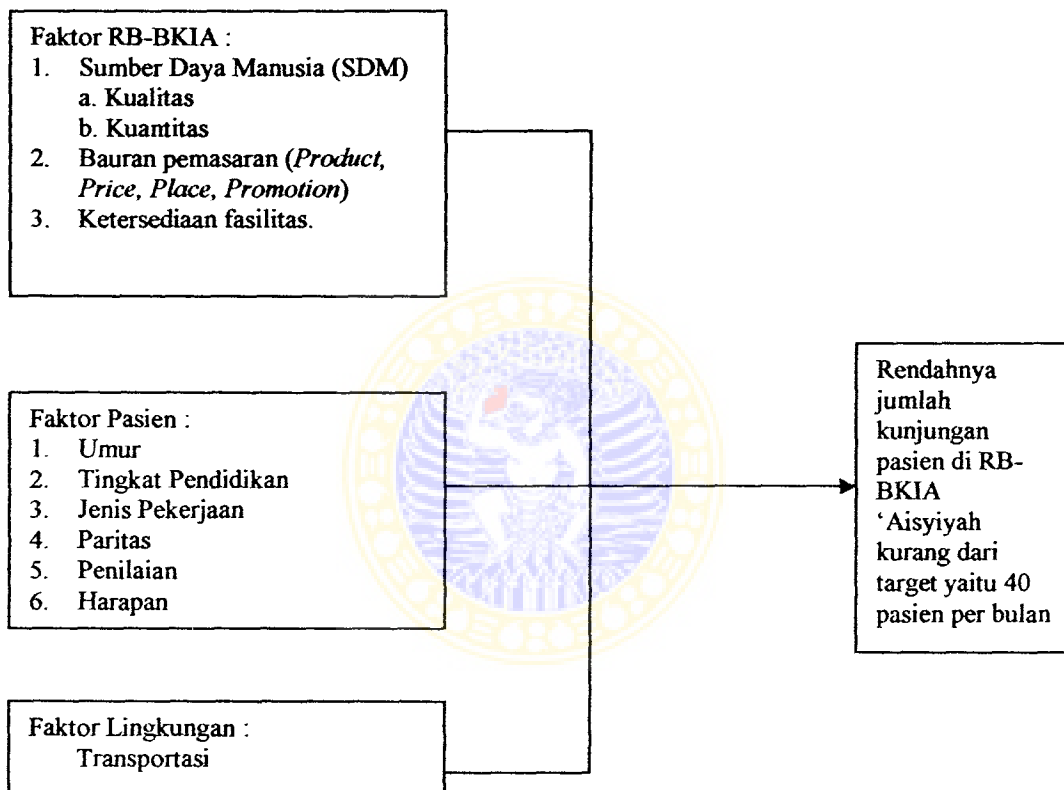 Faktor RB-BKIA :
1. Sumber Daya Manusia (SDM)
a. Kualitas
b. Kuantitas
2. Bauran pemasaran (Product,
Price, Place, Promotion)
3. Ketersediaan fasilitas.
Faktor Pasien :
1. Umur
2. Tingkat Pendidikan
3. Jenis Pekerjaan
4. Paritas
5. Penilaian
6. Harapan
Faktor Lingkungan :
Transportasi
Rendahnya
jumlah
kunjungan
pasien di RB-
BKIA
‘Aisyiyah
kurang dari
target yaitu 40
pasien per bulan